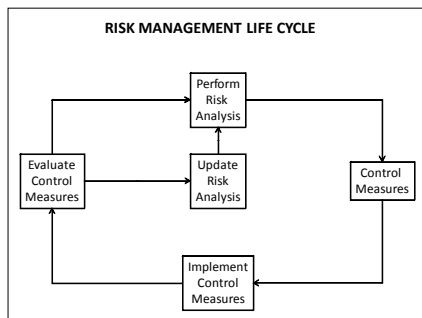 RISK MANAGEMENT LIFE CYCLE
Perform
Risk
Analysis
Evaluate
Control
Measures
Update
Risk
Analysis
Control
Measures
Implement
Control
Measures